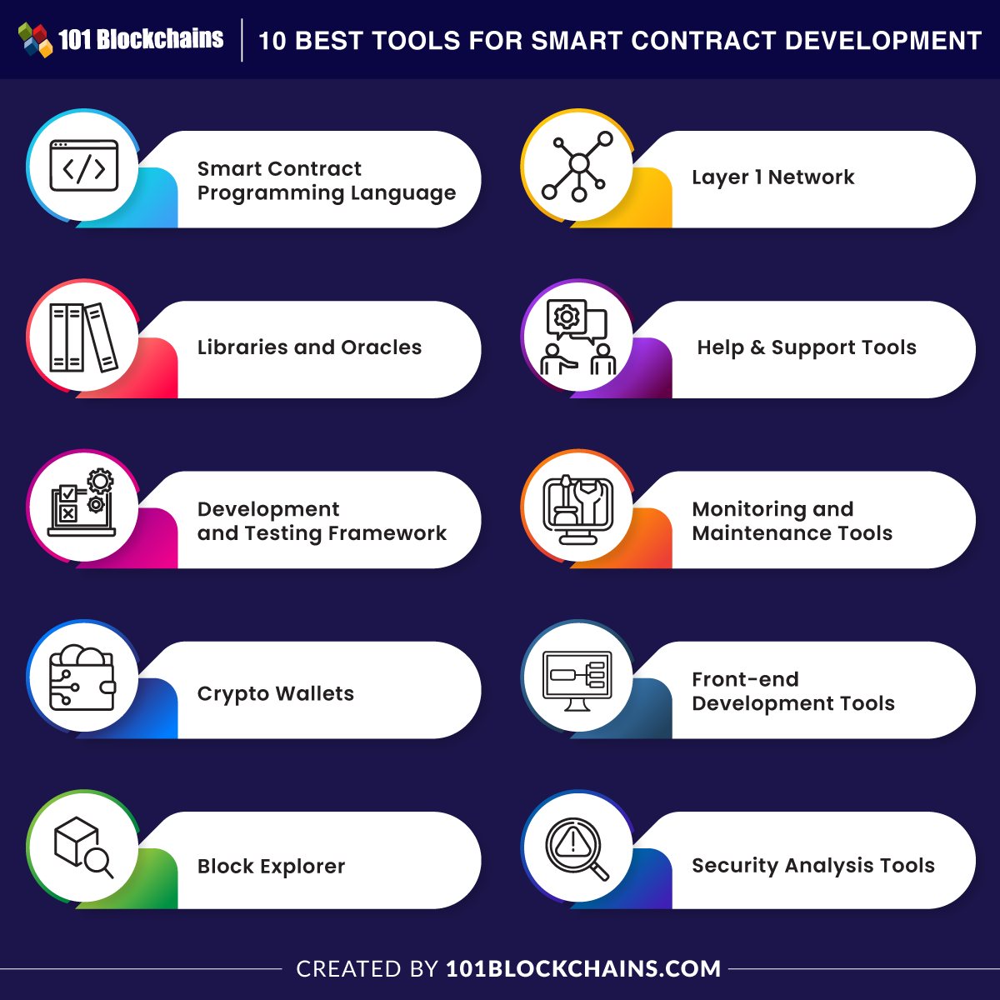 101 Blockchains
10 BEST TOOLS FOR SMART CONTRACT DEVELOPMENT
Smart Contract
Programming Language
Layer 1 Network
Libraries and Oracles
Help & Support Tools
Development
and Testing Framework
Monitoring and
Maintenance Tools
Crypto Wallets
Front-end
Development Tools
Block Explorer
Security Analysis Tools
CREATED BY 101BLOCKCHAINS.COM